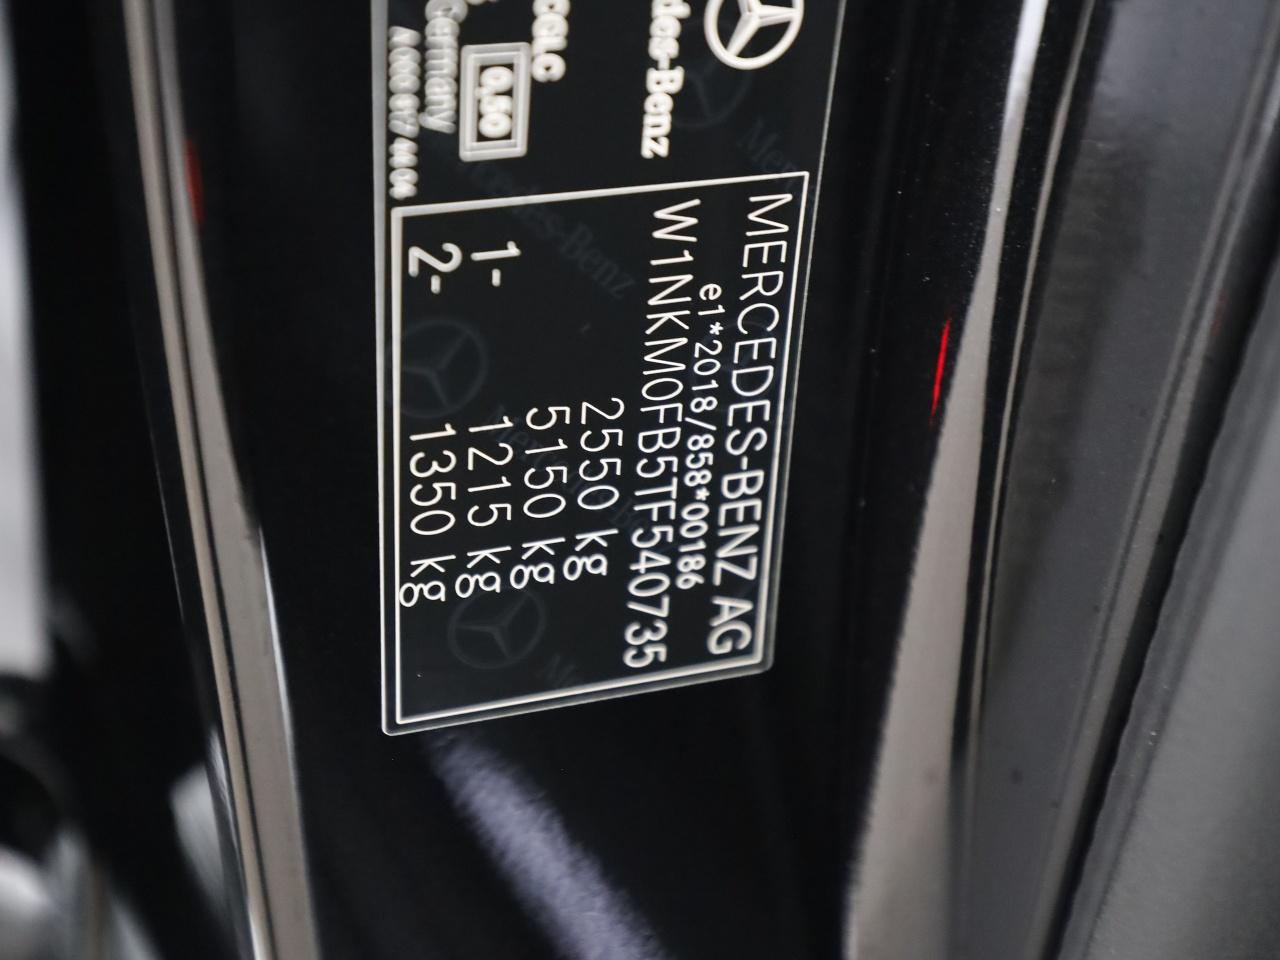 des-Benz
GLC
0.50
Germany
MERCEDES-BENZ AG
e1*2018/858*00186
W1NKM0FB5TF540735
2550 kg
5150 kg
1- 1215 kg
2- 1350 kg